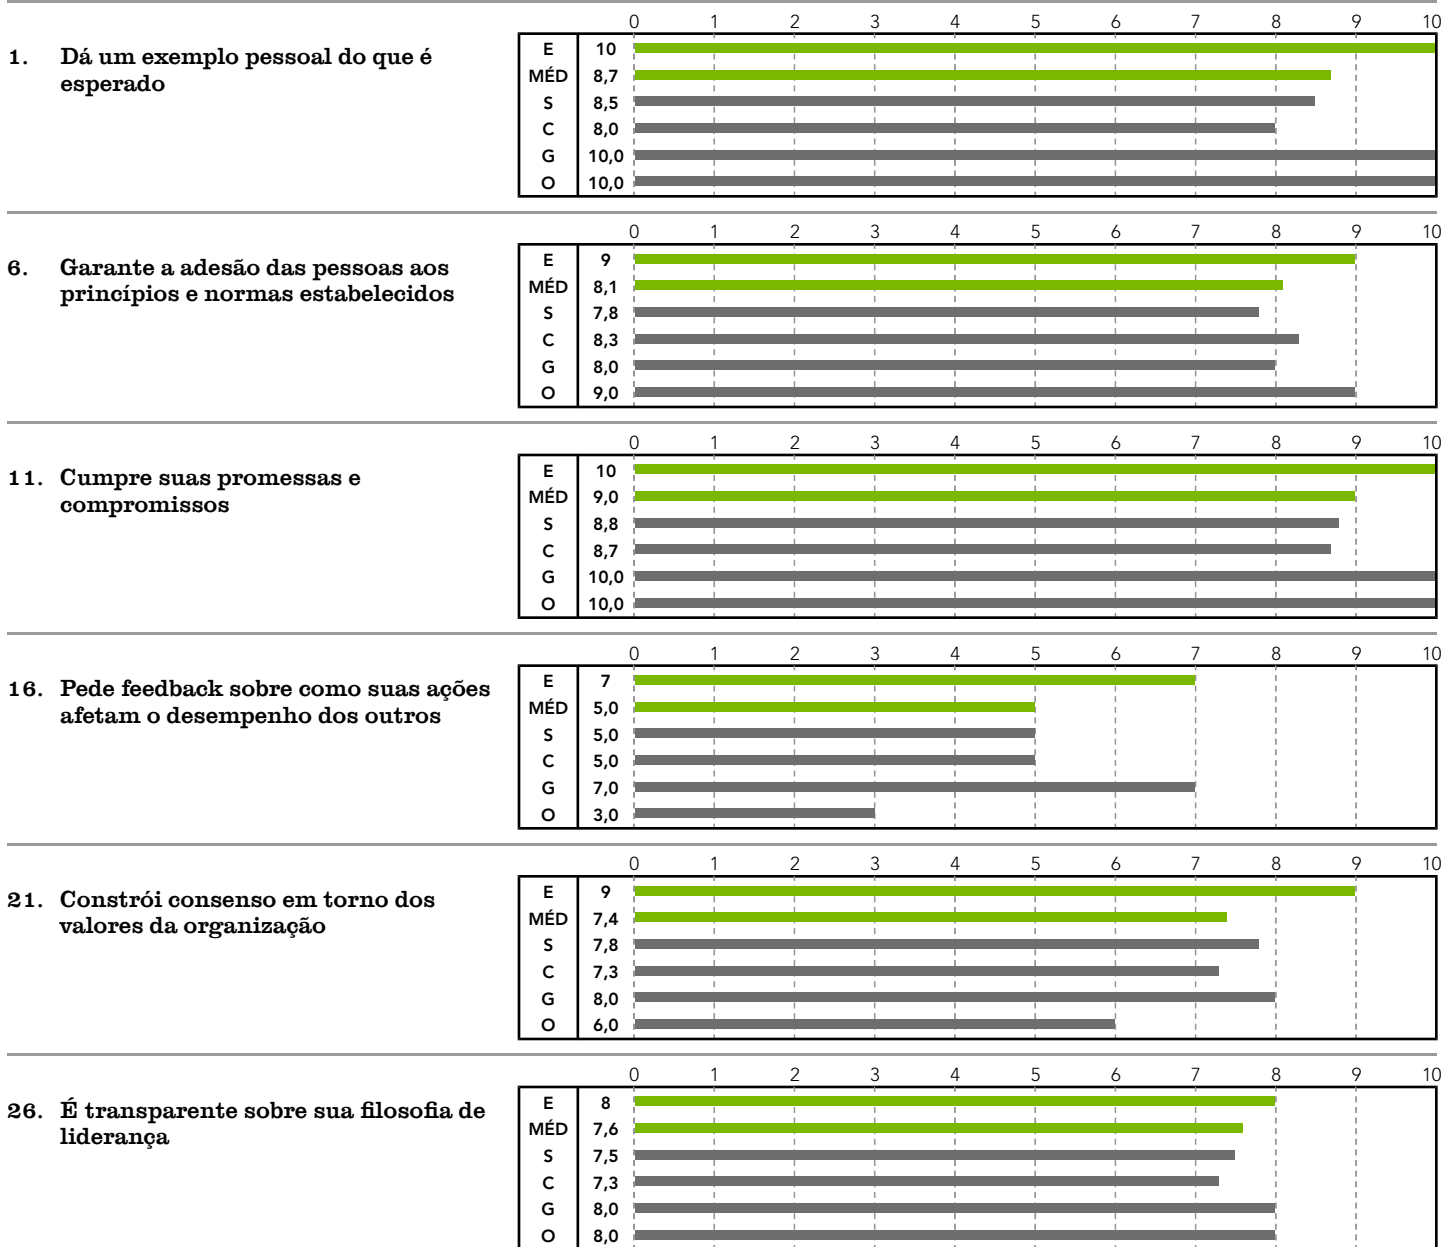 0 1 2 3 4 5 6 7 8 9 10
1. Dá um exemplo pessoal do que é
esperado
E 10
MÉD 8,7
S 8,5
C 8,0
G 10,0
O 10,0
0 1 2 3 4 5 6 7 8 9 10
6. Garante a adesão das pessoas aos
princípios e normas estabelecidos
E 9
MÉD 8,1
S 7,8
C 8,3
G 8,0
O 9,0
0 1 2 3 4 5 6 7 8 9 10
11. Cumpre suas promessas e
compromissos
E 10
MÉD 9,0
S 8,8
C 8,7
G 10,0
O 10,0
0 1 2 3 4 5 6 7 8 9 10
16. Pede feedback sobre como suas ações
afetam o desempenho dos outros
E 7
MÉD 5,0
S 5,0
C 5,0
G 7,0
O 3,0
0 1 2 3 4 5 6 7 8 9 10
21. Constrói consenso em torno dos
valores da organização
E 9
MÉD 7,4
S 7,8
C 7,3
G 8,0
O 6,0
0 1 2 3 4 5 6 7 8 9 10
26. É transparente sobre sua filosofia de
liderança
E 8
MÉD 7,6
S 7,5
C 7,3
G 8,0
O 8,0